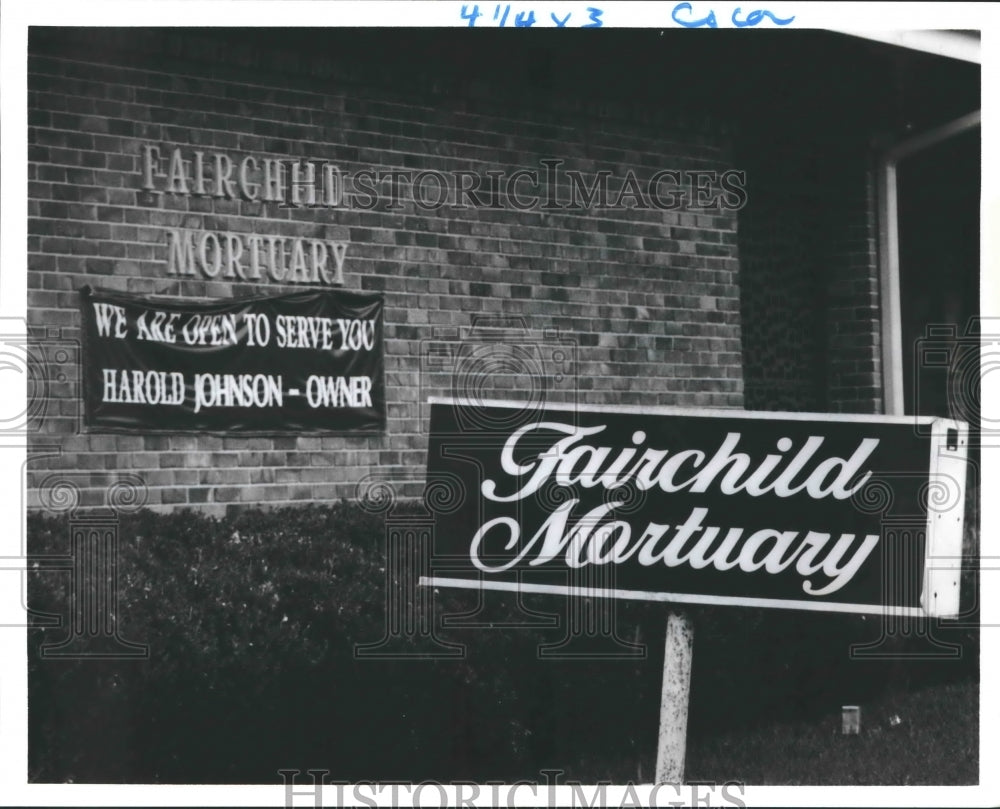 4 1/4 x 3
FAIRCHILD
MORTUARY
HISTORICIMAGES
WE ARE OPEN TO SERVE YOU
HAROLD JOHNSON - OWNER
Fairchild
Mortuary
HISTORICIMAGES